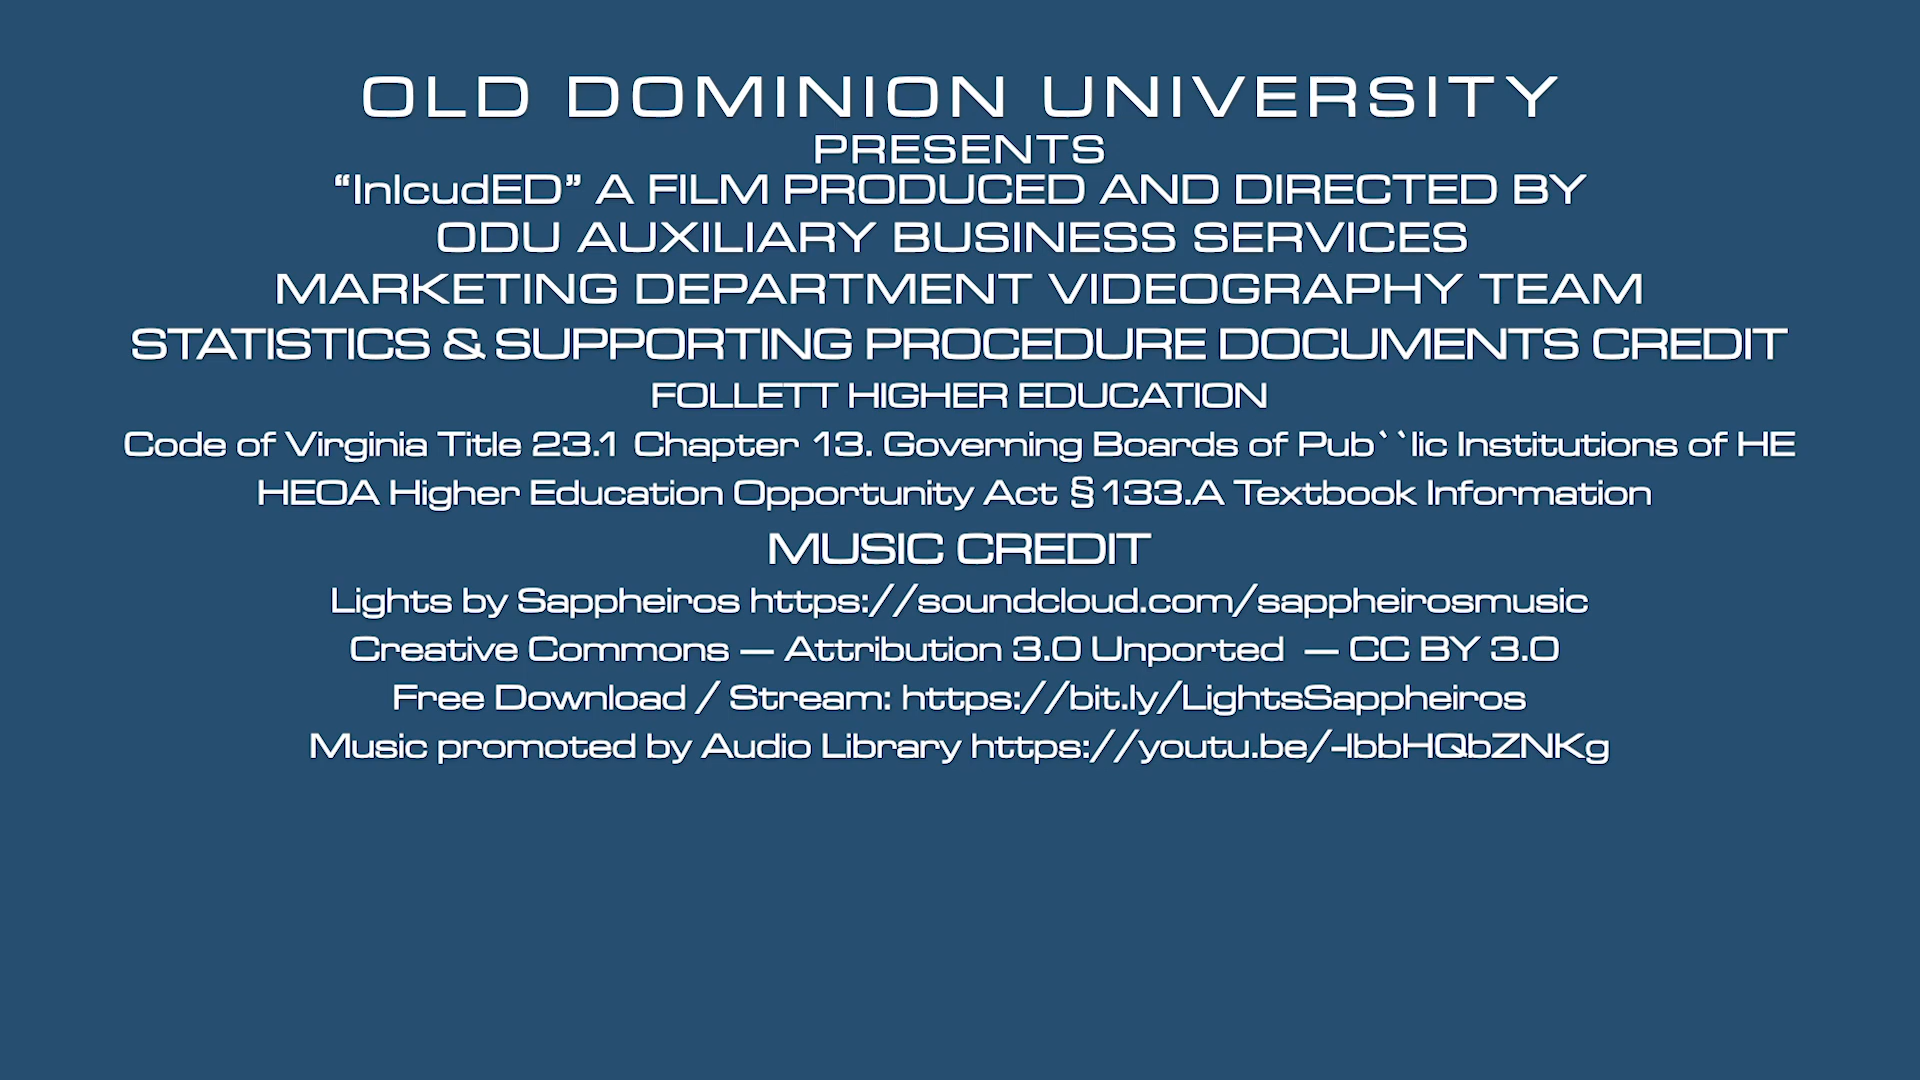 OLD DOMINION UNIVERSITY
PRESENTS
“InlcudED” A FILM PRODUCED AND DIRECTED BY
ODU AUXILIARY BUSINESS SERVICES
MARKETING DEPARTMENT VIDEOGRAPHY TEAM
STATISTICS & SUPPORTING PROCEDURE DOCUMENTS CREDIT
FOLLETT HIGHER EDUCATION
Code of Virginia Title 23.1 Chapter 13. Governing Boards of Pub``lic Institutions of HE
HEOA Higher Education Opportunity Act §133.A Textbook Information
MUSIC CREDIT
Lights by Sappheiros https://soundcloud.com/sappheirosmusic
Creative Commons — Attribution 3.0 Unported — CC BY 3.0
Free Download / Stream: https://bit.ly/LightsSappheiros
Music promoted by Audio Library https://youtu.be/-lbbHQbZNKg